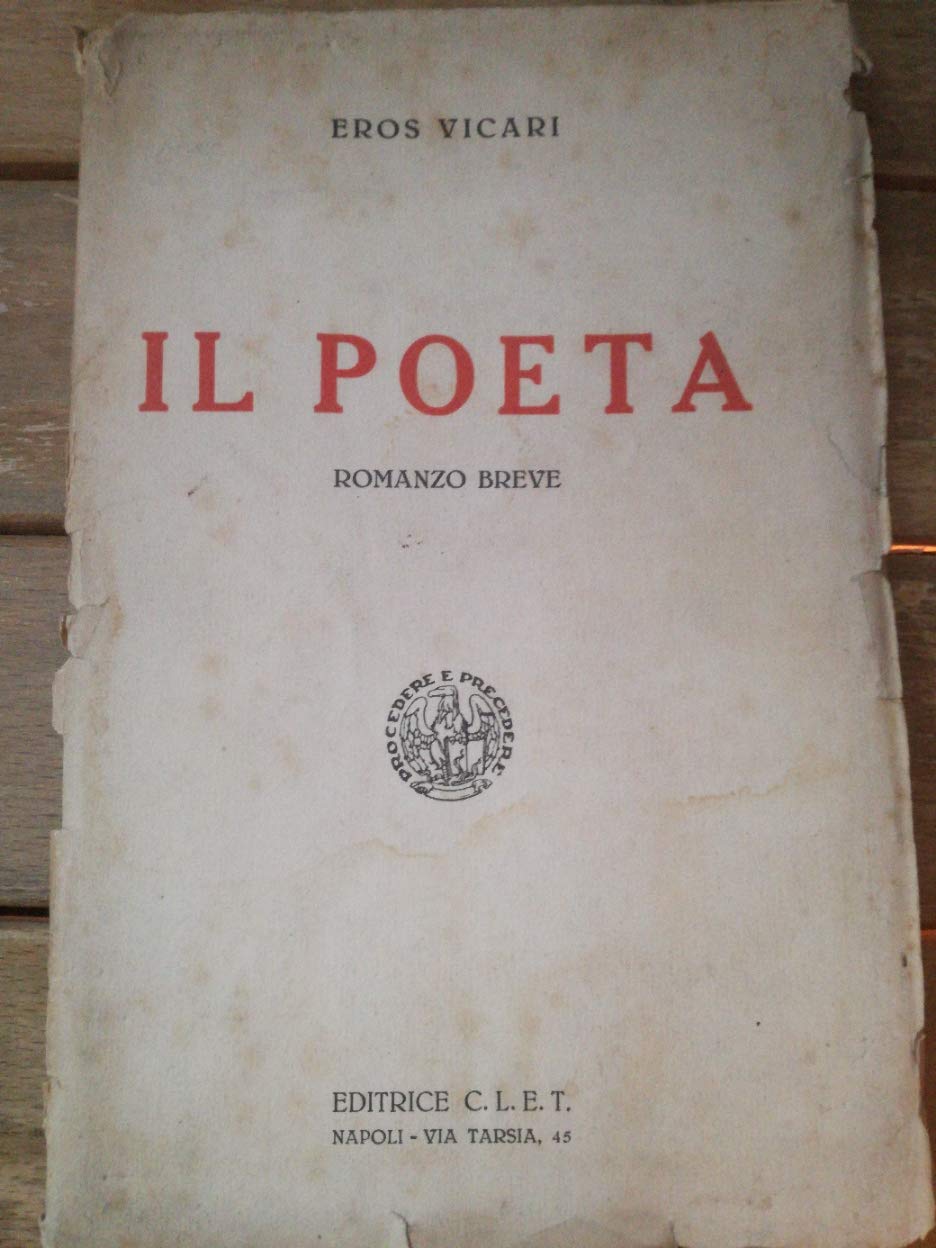 EROS VICARI
IL POETA
ROMANZO BREVE
PROCEDERE E PRECEDERE
EDITRICE C. L. E. T.
NAPOLI - VIA TARSIA, 45